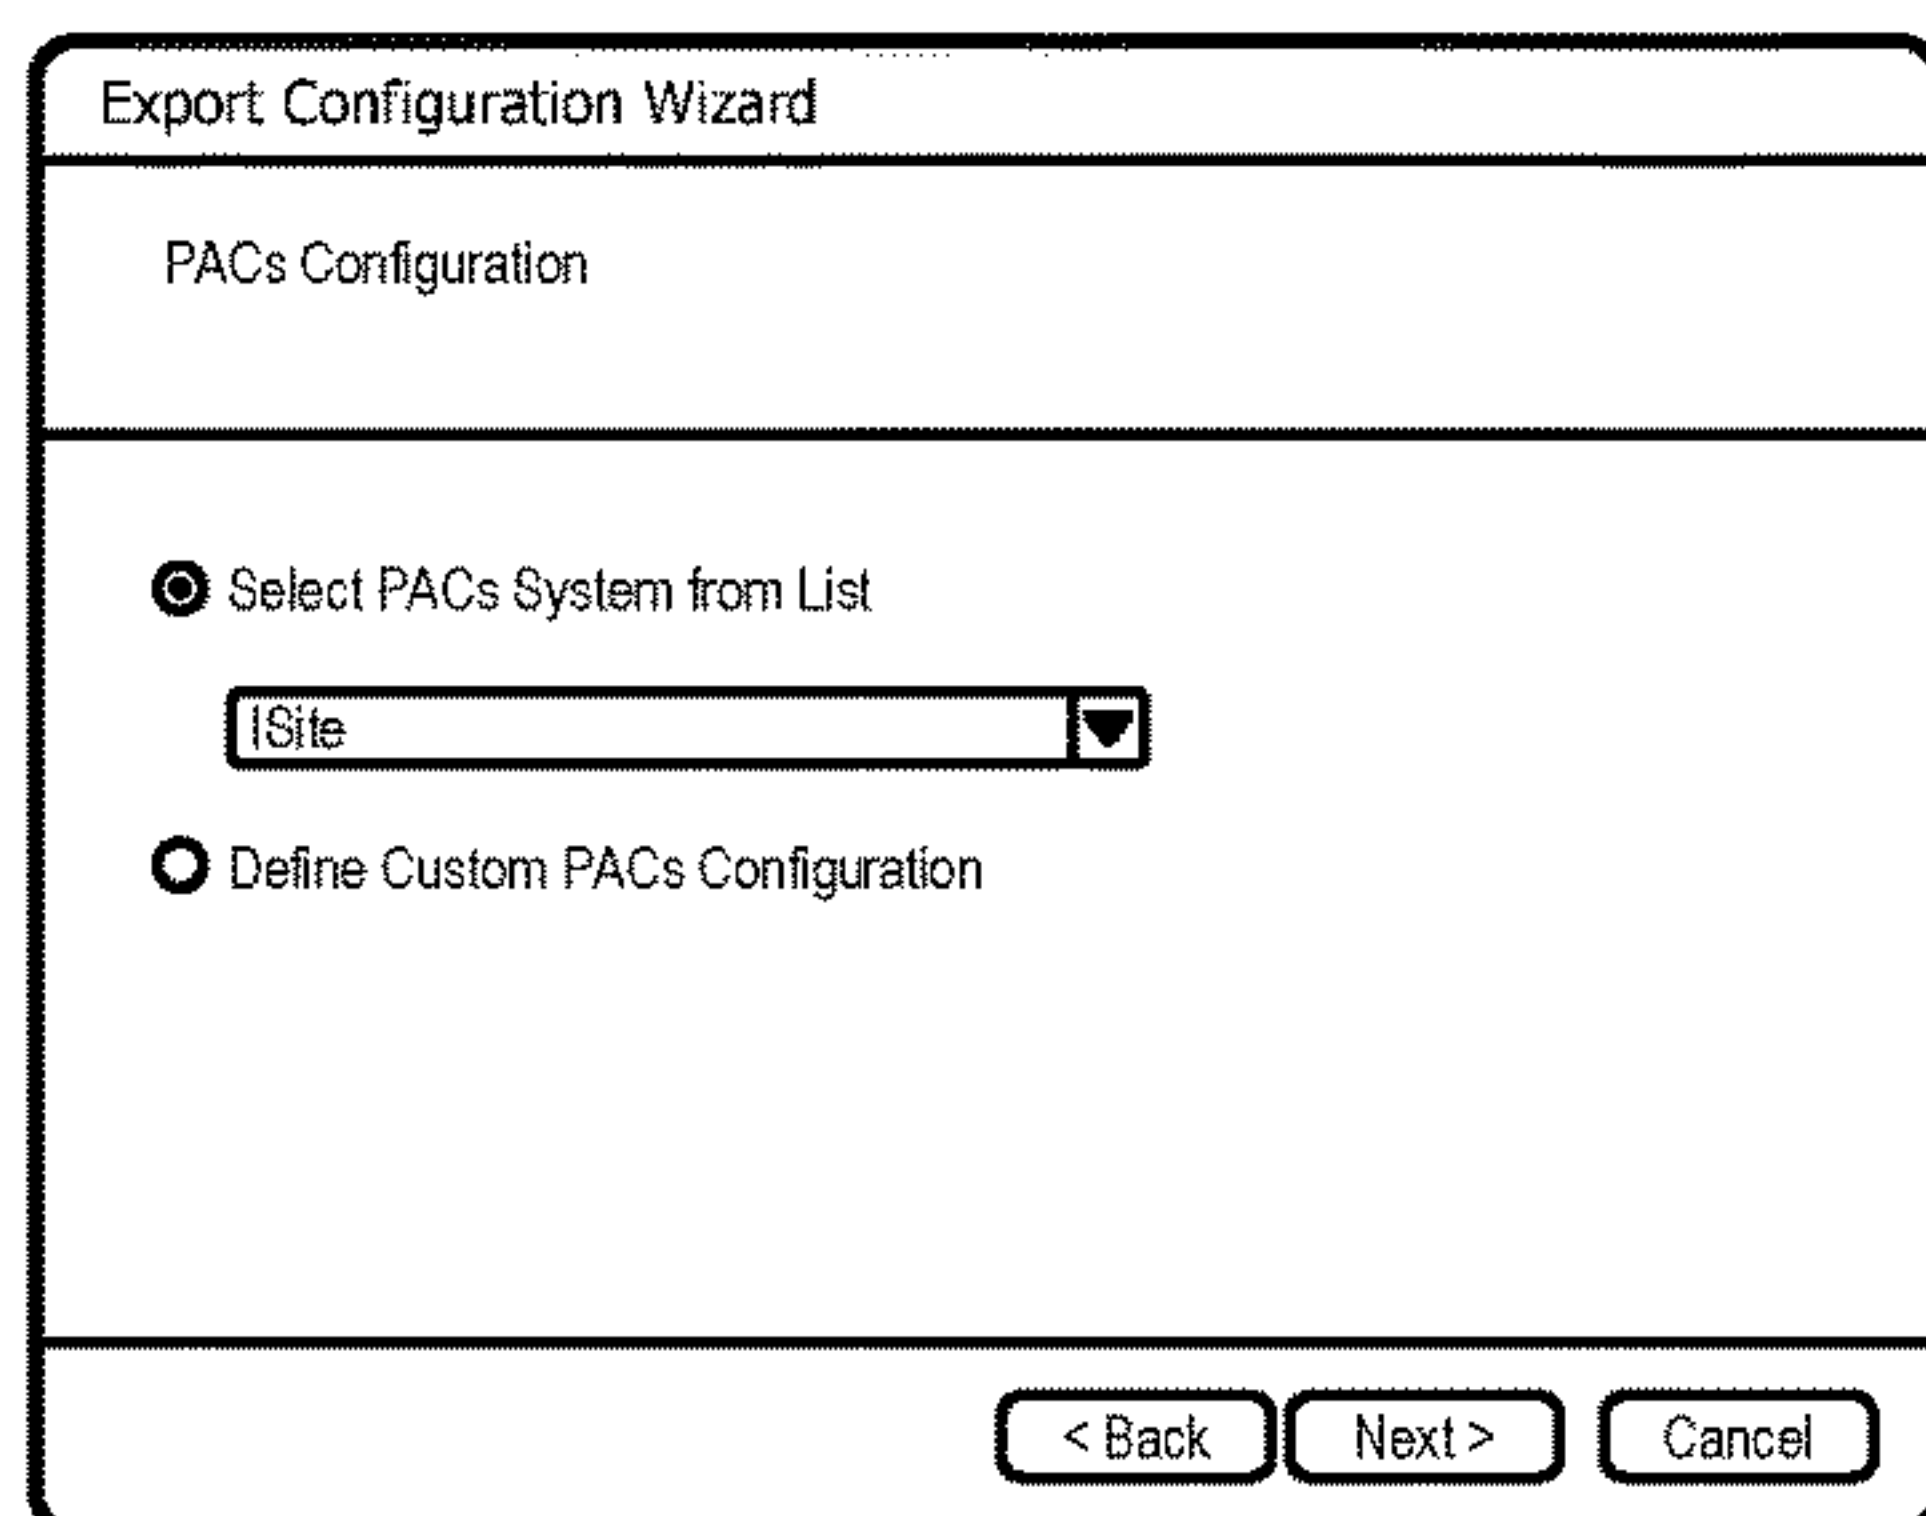 Export Configuration Wizard
PACs Configuration
Select PACs System from List
ISite
Define Custom PACs Configuration
< Back Next > Cancel